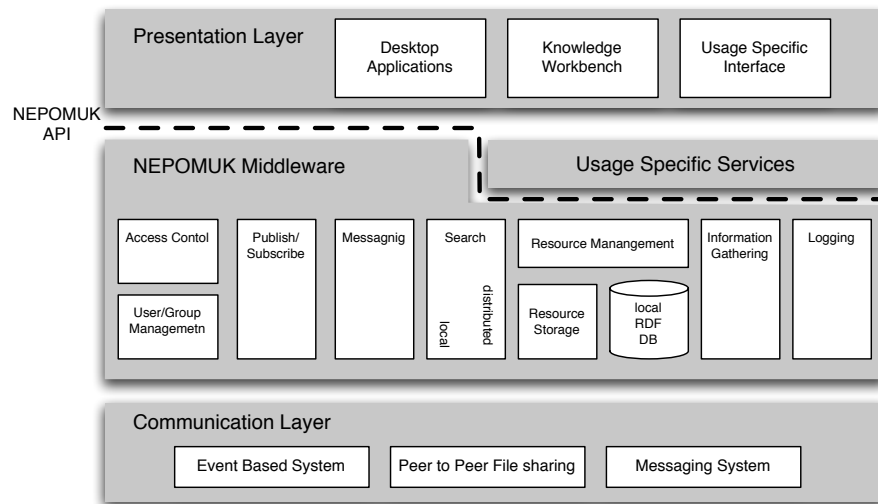 Presentation Layer
Desktop
Applications
Knowledge
Workbench
Usage Specific
Interface
NEPOMUK
API
NEPOMUK Middleware
Usage Specific Services
Access Contol
Publish/
Subscribe
Messagnig
Search
local
distributed
Resource Mangement
Information
Gathering
Logging
User/Group
Managemetn
Resource
Storage
local
RDF
DB
Communication Layer
Event Based System
Peer to Peer File sharing
Messaging System